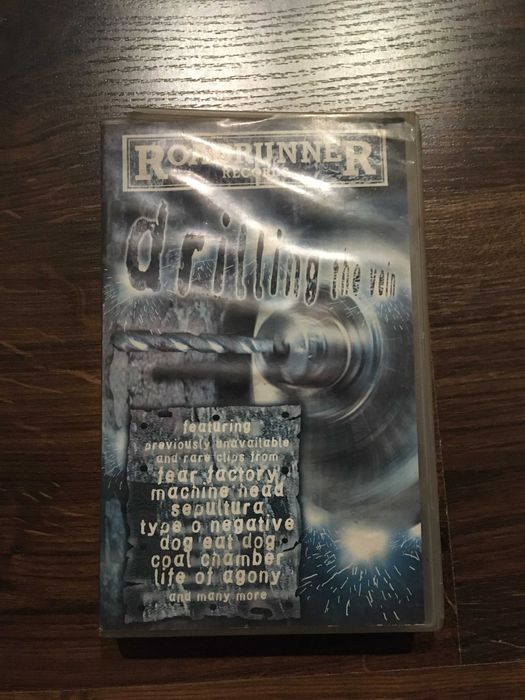 ROADRUNNER
RECORDS
drilling the vein
featuring
previously unavailable
and rare clips from
fear factory
machine head
sepultura
type o negative
dog eat dog
coal chamber
life of agony
and many more